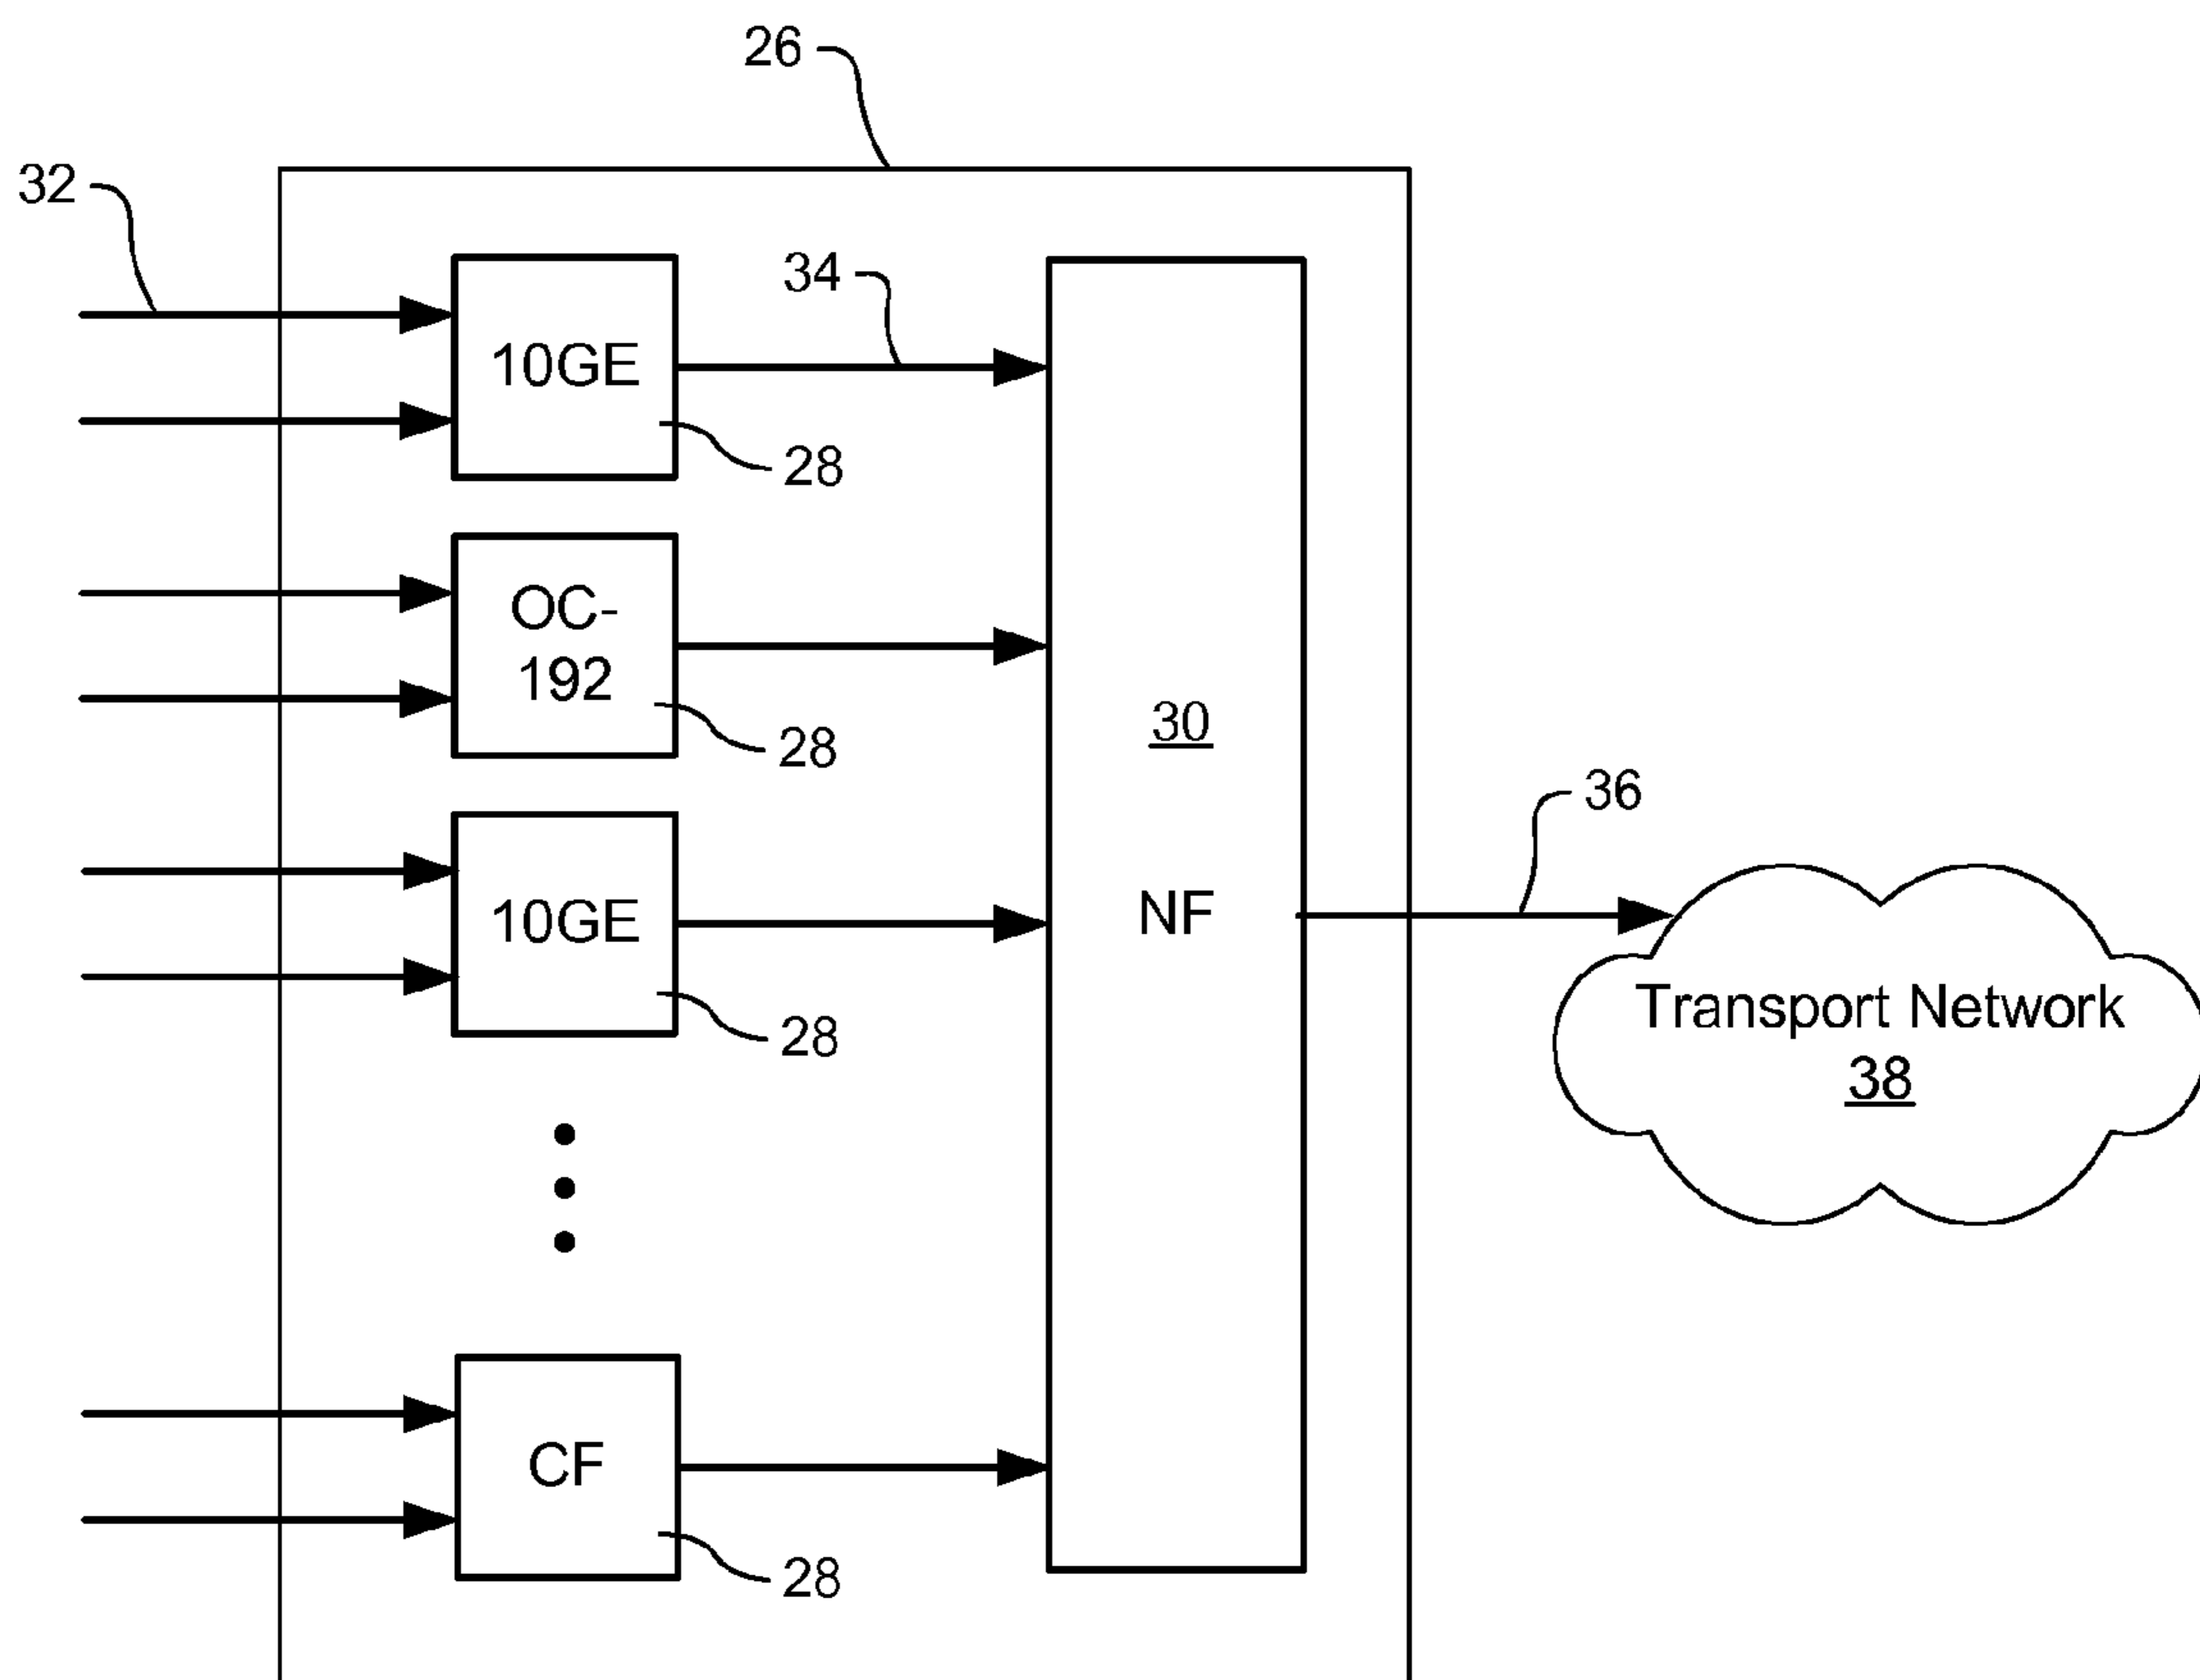 26
32
34
10GE
28
OC-
192
28
30
36
10GE
NF
28
Transport Network
38
CF
28